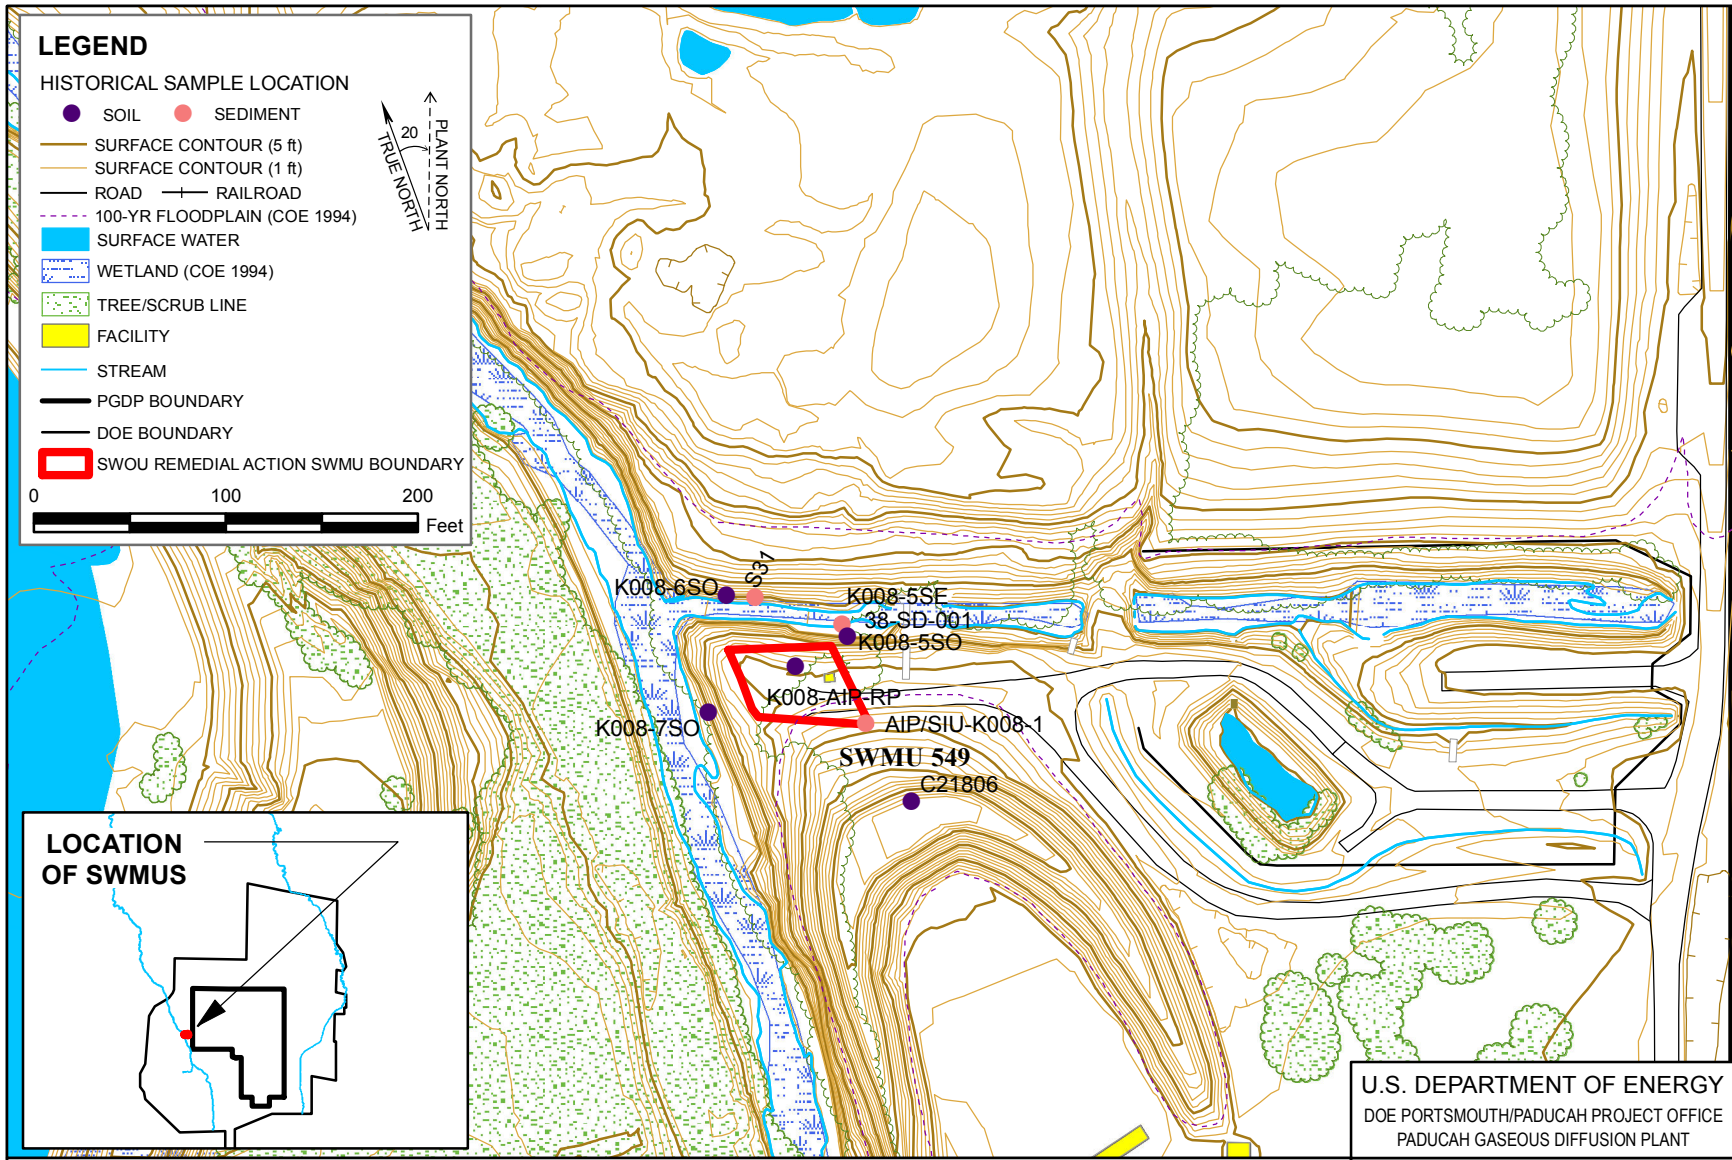 LEGEND
HISTORICAL SAMPLE LOCATION
SOIL SEDIMENT
SURFACE CONTOUR (5 ft)
SURFACE CONTOUR (1 ft)
ROAD RAILROAD
100-YR FLOODPLAIN (COE 1994)
SURFACE WATER
WETLAND (COE 1994)
TREE/SCRUB LINE
FACILITY
STREAM
PGDP BOUNDARY
DOE BOUNDARY
SWOU REMEDIAL ACTION SWMU BOUNDARY
0 100 200
Feet
20
TRUE NORTH
PLANT NORTH
K008-6SO
S31
K008-5SE
38-SD-001
K008-5SO
K008-AIP-RP
K008-7SO
AIP/SIU-K008-1
SWMU 549
C21806
LOCATION
OF SWMUS
U.S. DEPARTMENT OF ENERGY
DOE PORTSMOUTH/PADUCAH PROJECT OFFICE
PADUCAH GASEOUS DIFFUSION PLANT